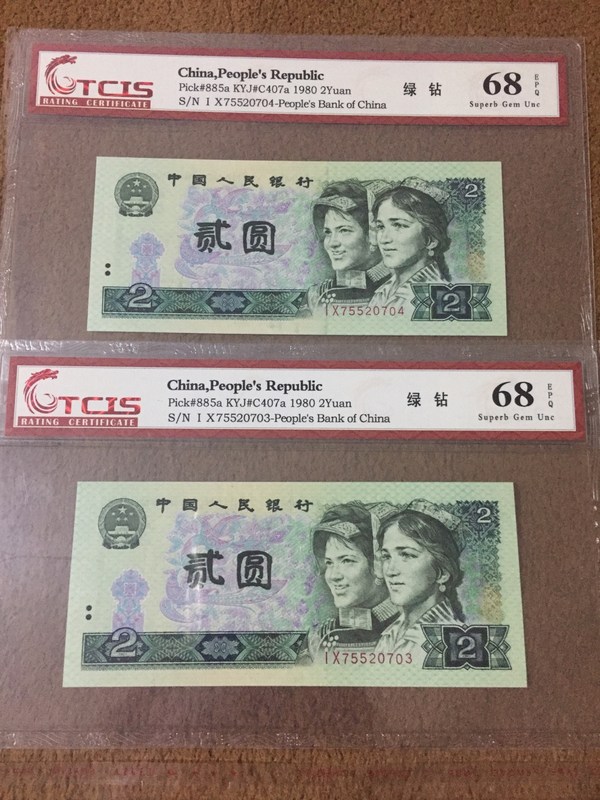 TCIS
RATING CERTIFICATE
China,People's Republic
Pick#885a KYJ#C407a 1980 2Yuan
S/N I X75520704-People's Bank of China
绿 钻
68
EPQ
Superb Gem Unc
中国人民银行
贰圆
2
2
2
IX75520704
TCIS
RATING CERTIFICATE
China,People's Republic
Pick#885a KYJ#C407a 1980 2Yuan
S/N I X75520703-People's Bank of China
绿 钻
68
EPQ
Superb Gem Unc
中国人民银行
贰圆
2
2
2
IX75520703